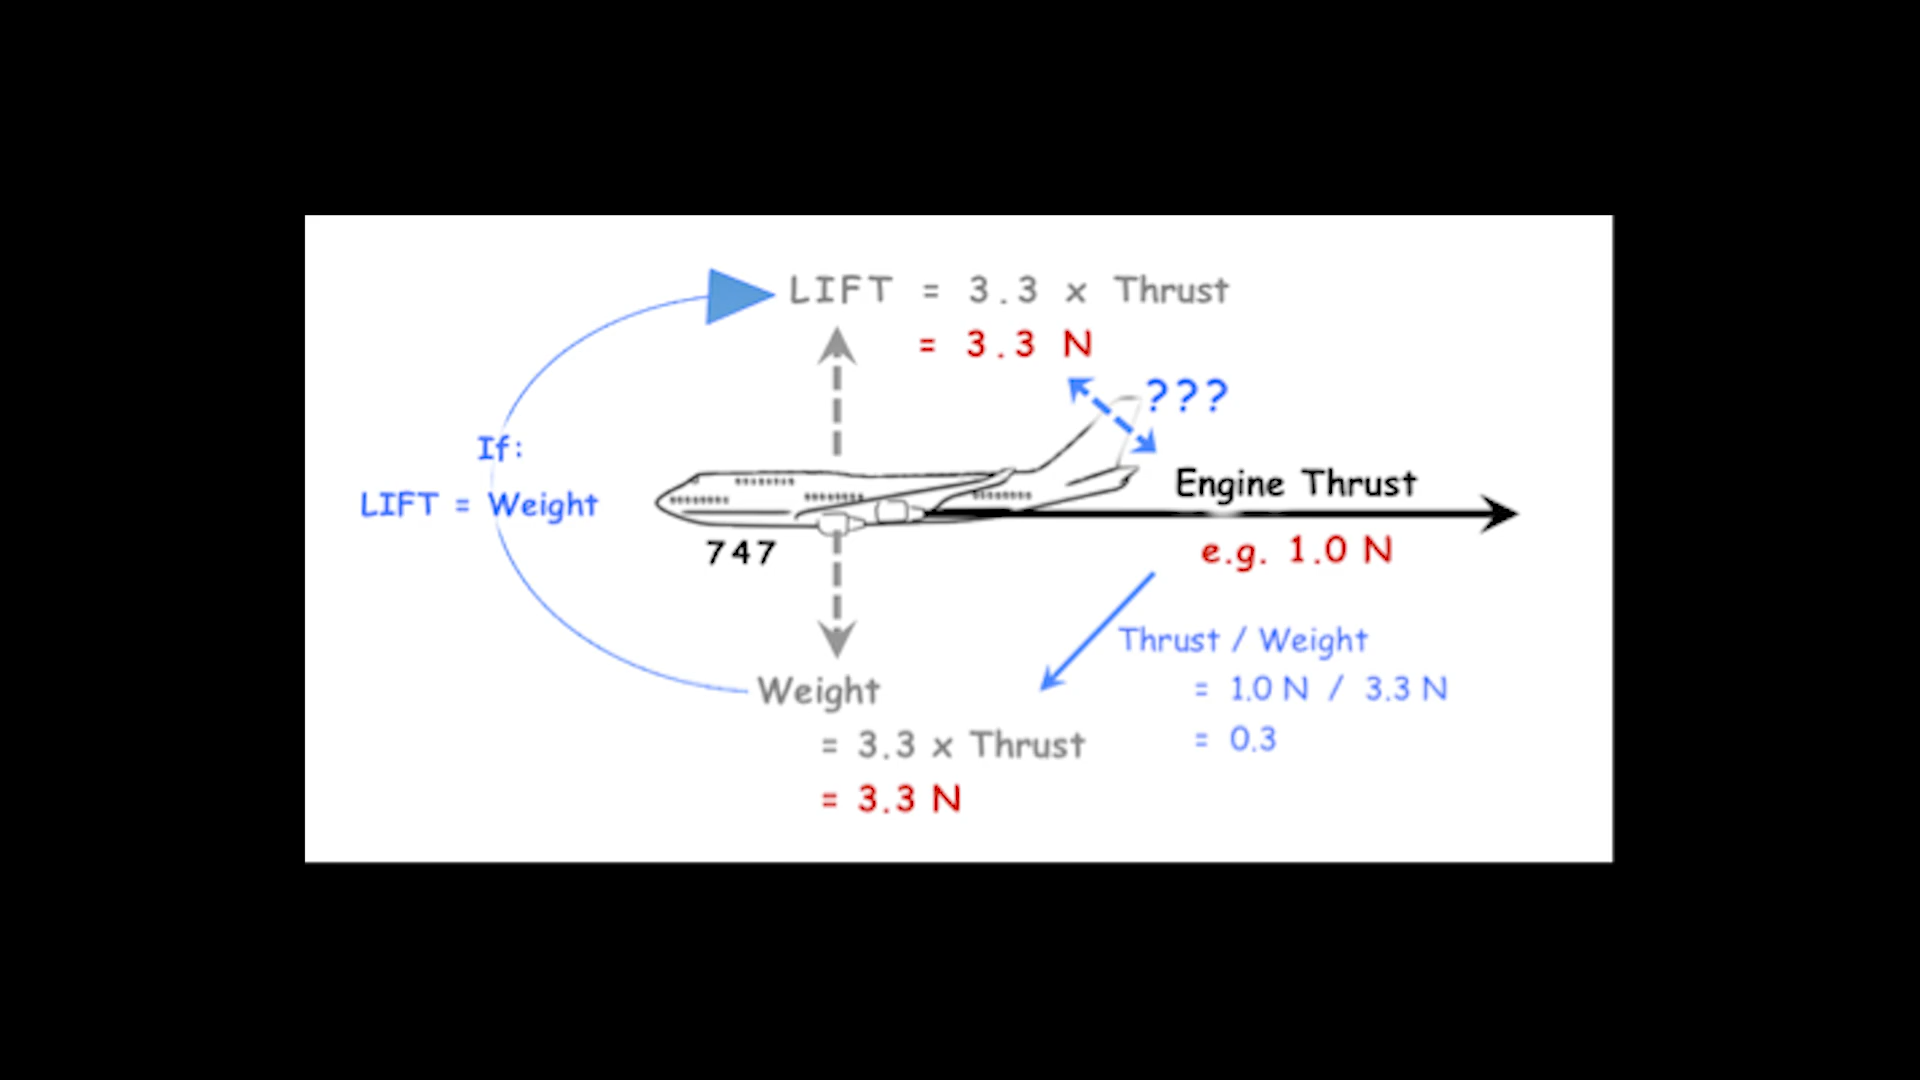 LIFT = 3.3 x Thrust
= 3.3 N
???
If:
LIFT = Weight
Engine Thrust
e.g. 1.0 N
747
Thrust / Weight
= 1.0 N / 3.3 N
= 0.3
Weight
= 3.3 x Thrust
= 3.3 N